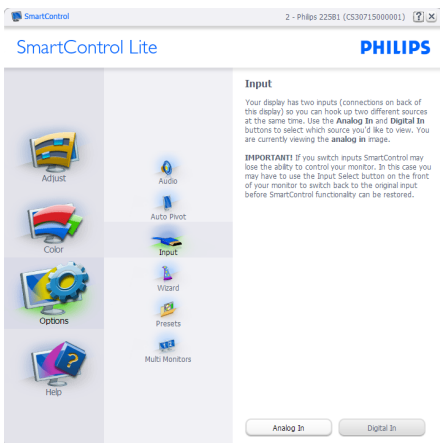 SmartControl
2 - Philips 225B1 (CS30715000001)
? X
SmartControl Lite
PHILIPS
Adjust
Color
Options
Help
Audio
Auto Pivot
Input
Wizard
Presets
Multi Monitors
Input
Your display has two inputs (connections on back of
this display) so you can hook up two different sources
at the same time. Use the Analog In and Digital In
buttons to select which source you'd like to view. You
are currently viewing the analog in image.
IMPORTANT! If you switch inputs SmartControl may
lose the ability to control your monitor. In this case you
may have to use the Input Select button on the front
of your monitor to switch back to the original input
before SmartControl functionality can be restored.
Analog In
Digital In